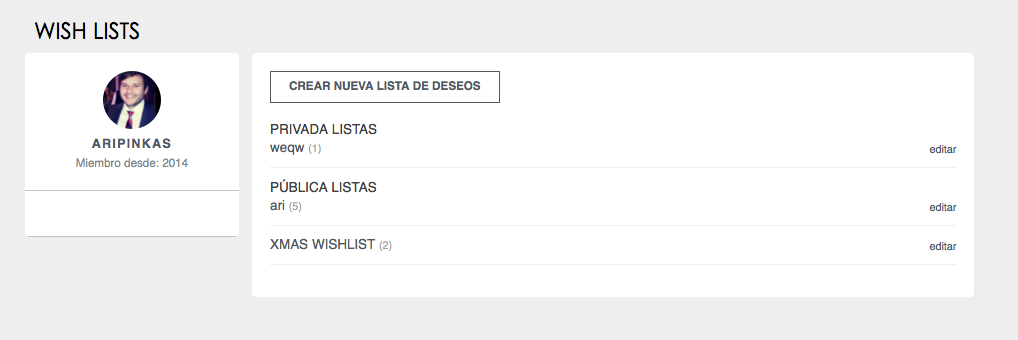 WISH LISTS
ARIPINKAS
Miembro desde: 2014
CREAR NUEVA LISTA DE DESEOS
PRIVADA LISTAS
weqw (1)
editar
PÚBLICA LISTAS
ari (5)
editar
XMAS WISHLIST (2)
editar